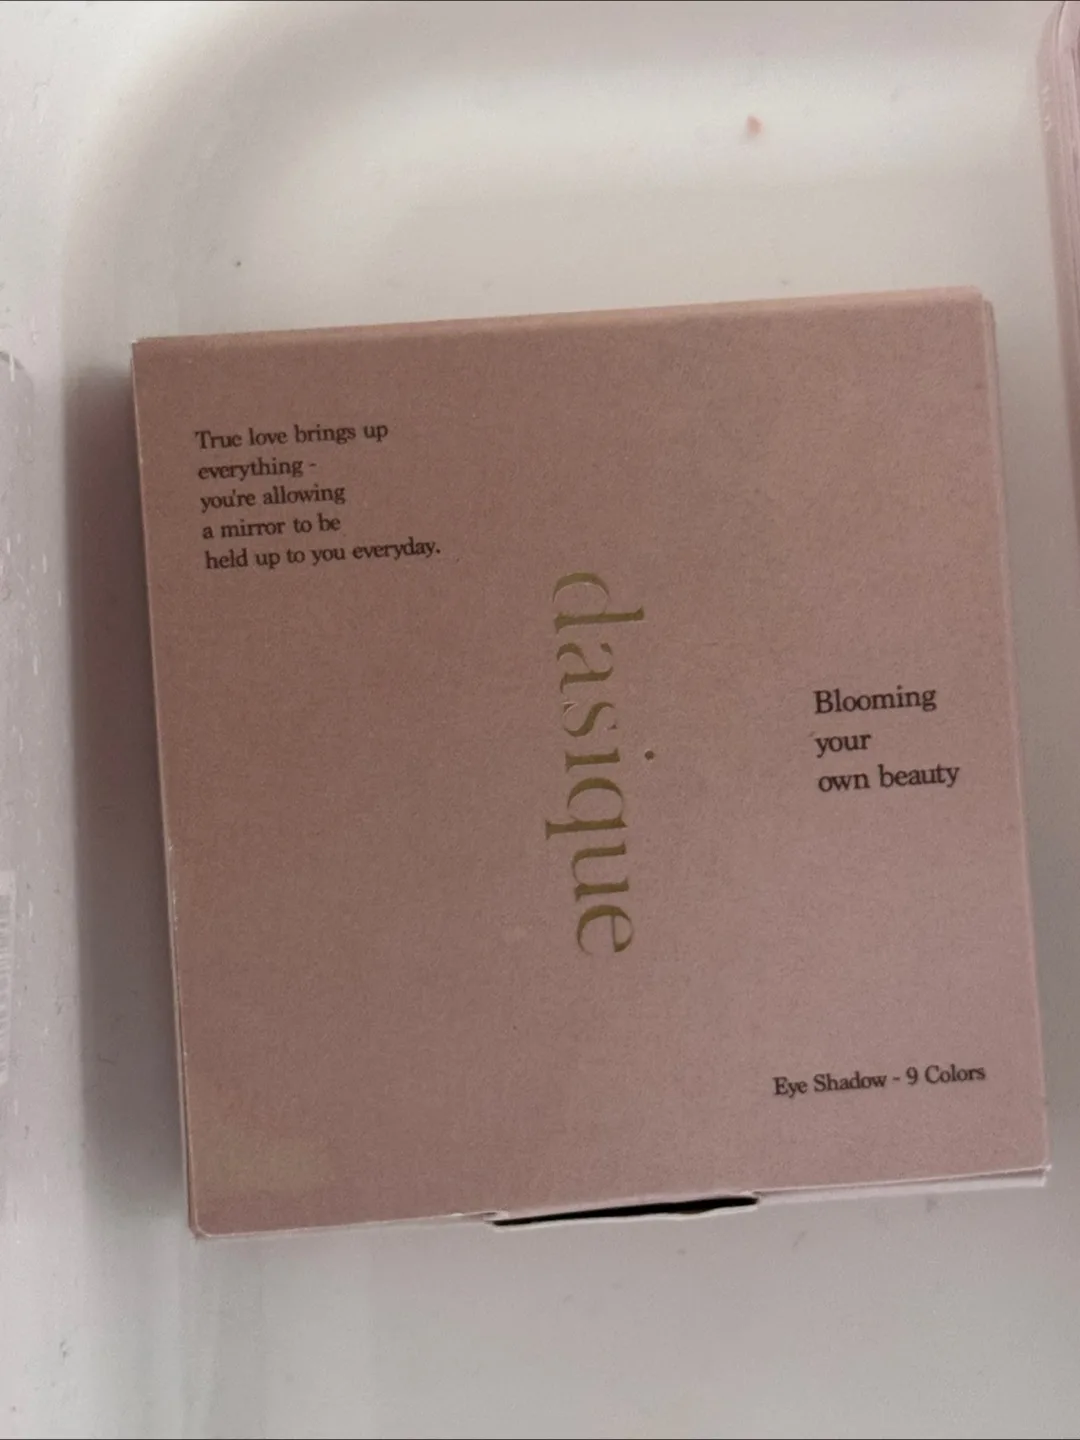 True love brings up
everything -
you're allowing
a mirror to be
held up to you everyday.
dasique
Blooming
your
own beauty
Eye Shadow - 9 Colors